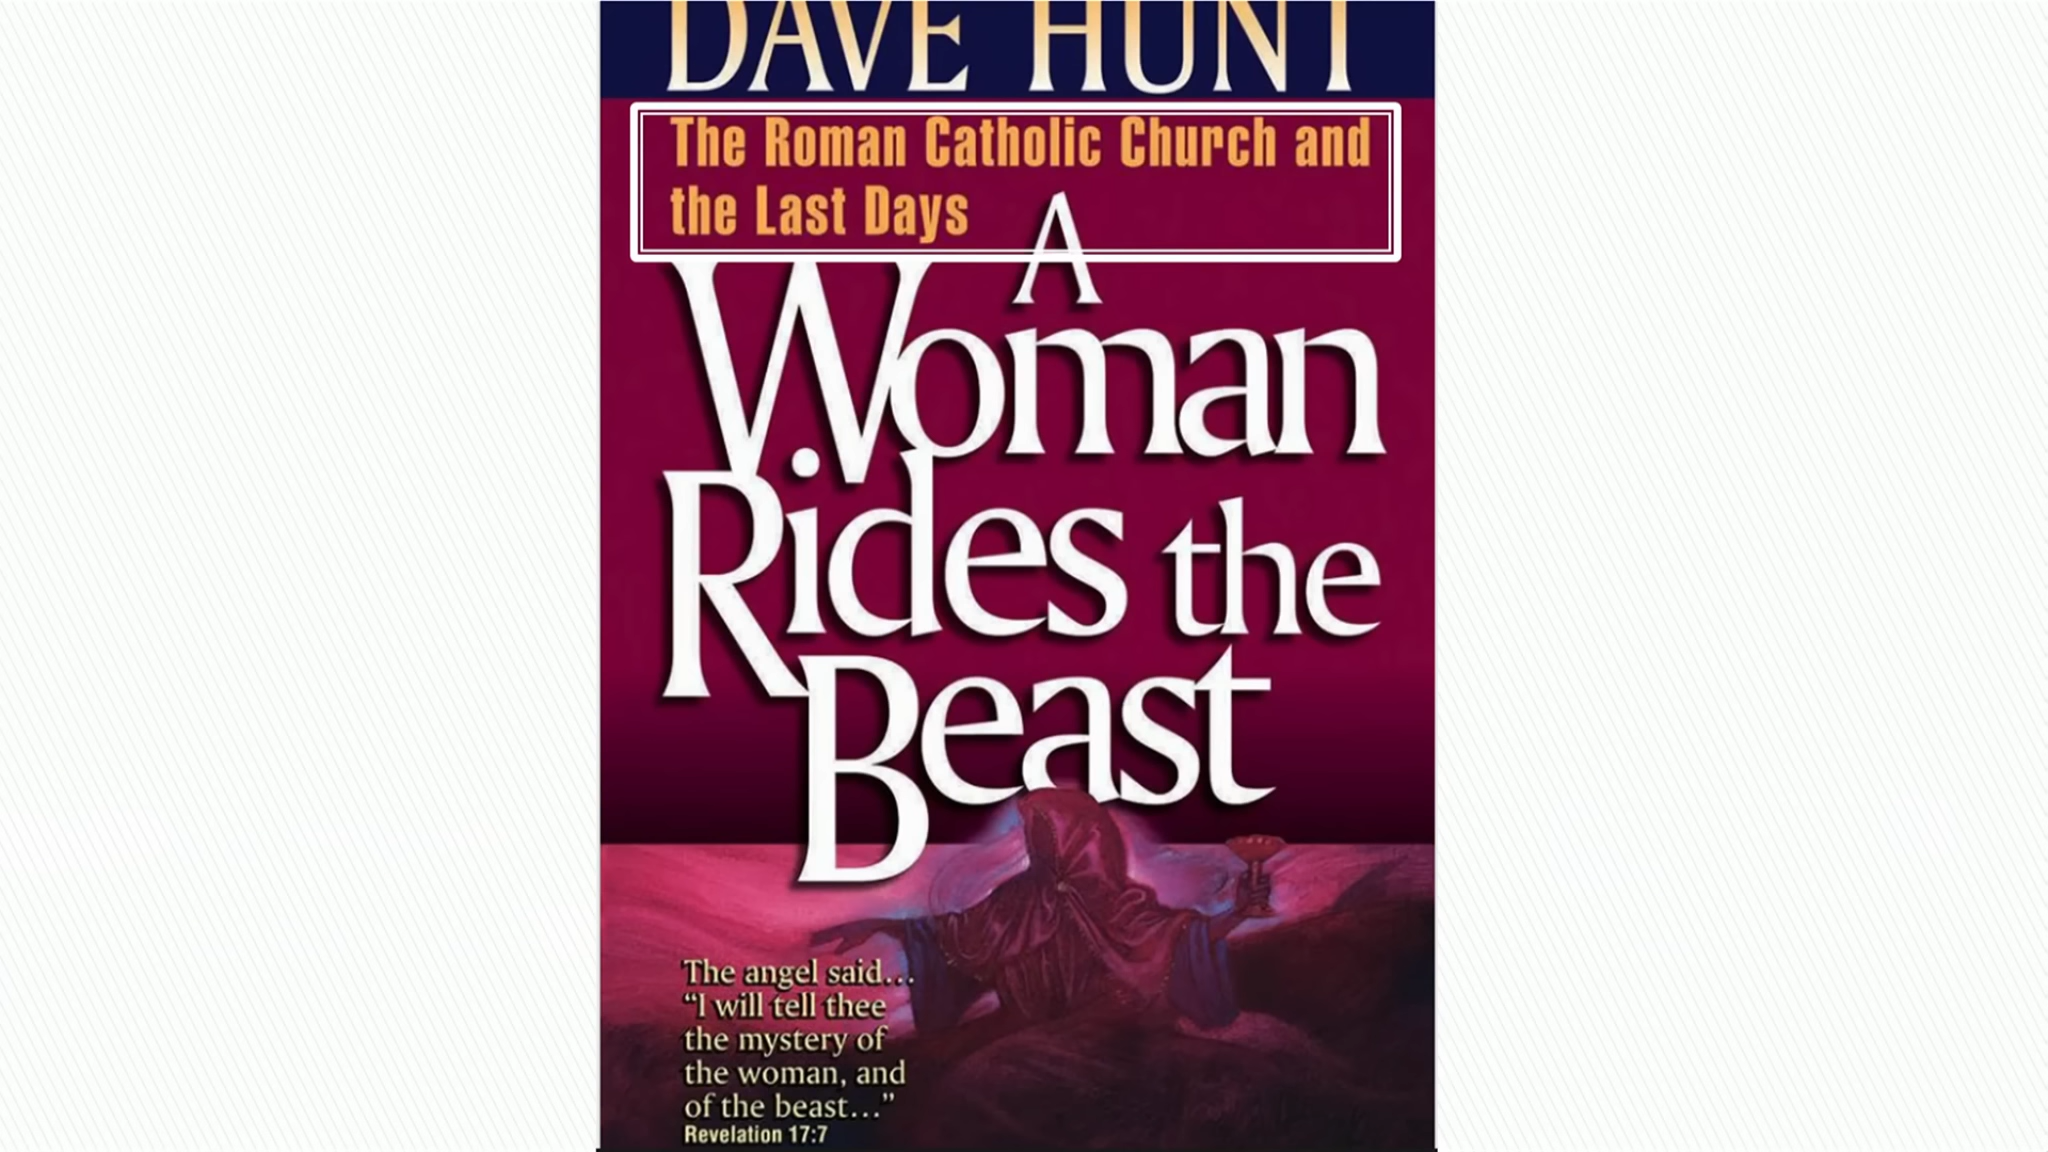 DAVE HUNT
The Roman Catholic Church and
the Last Days
A
Woman
Rides the
Beast
The angel said...
“I will tell thee
the mystery of
the woman, and
of the beast...”
Revelation 17:7